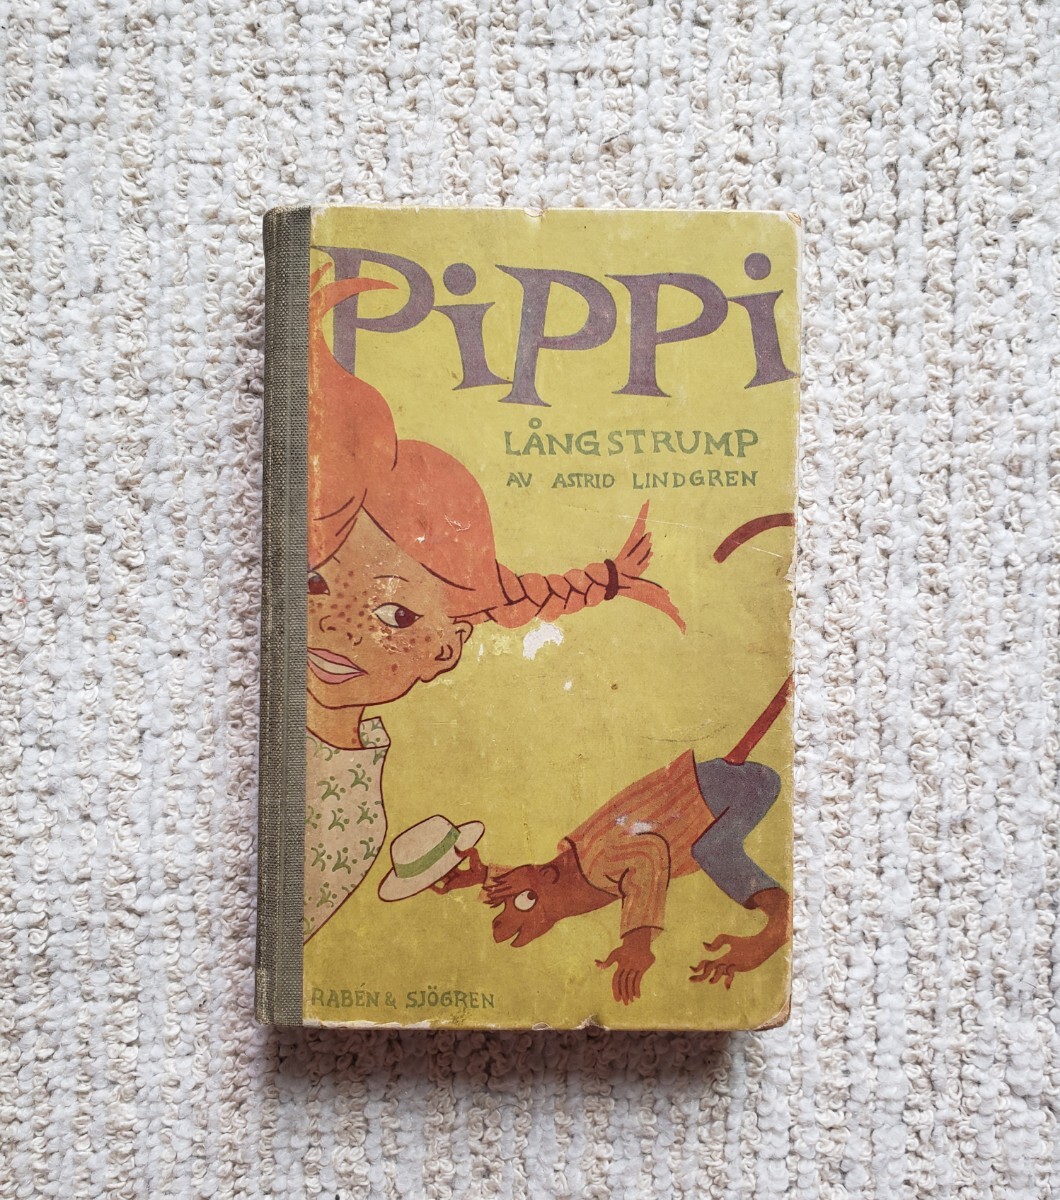 PiPPi
LÅNGSTRUMP
AV ASTRID LINDGREN
RABÉN & SJÖGREN